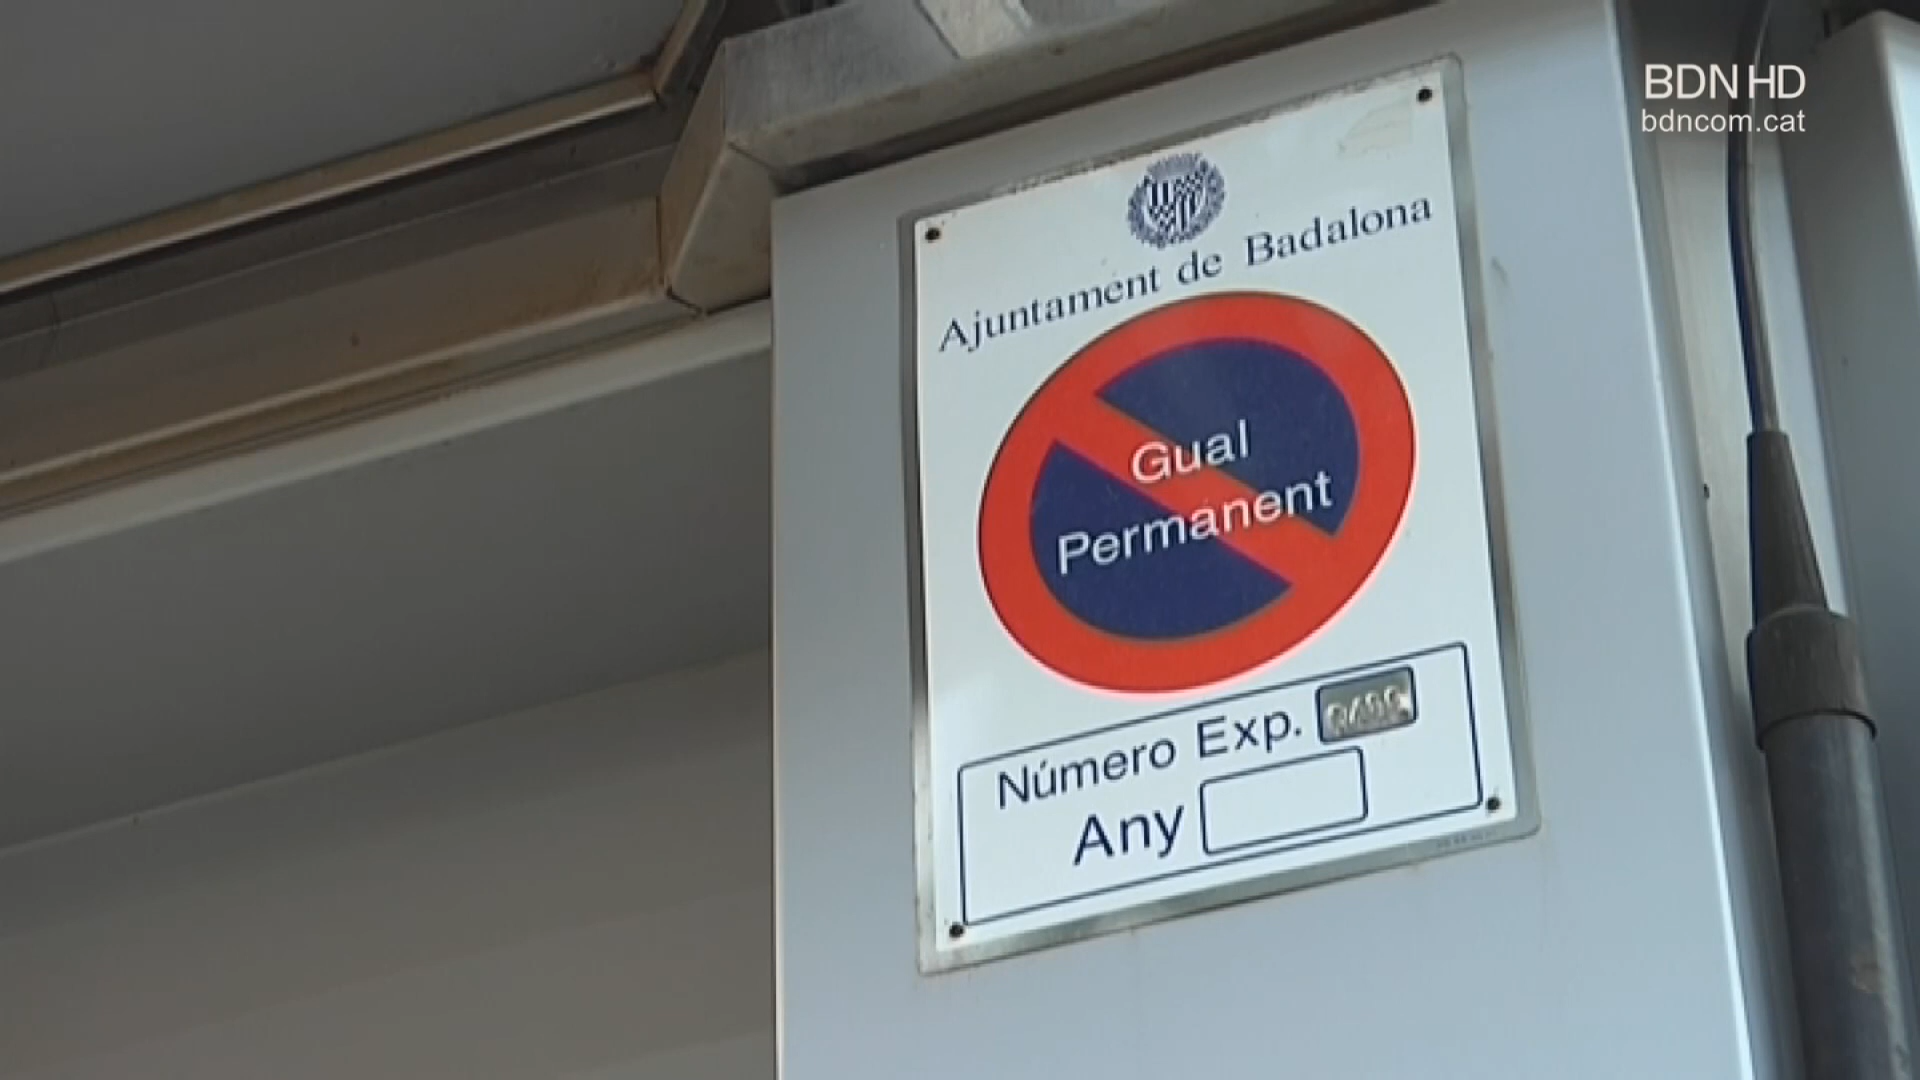 BDN HD
bdncom.cat
Ajuntament de Badalona
Gual
Permanent
Número Exp.
Any